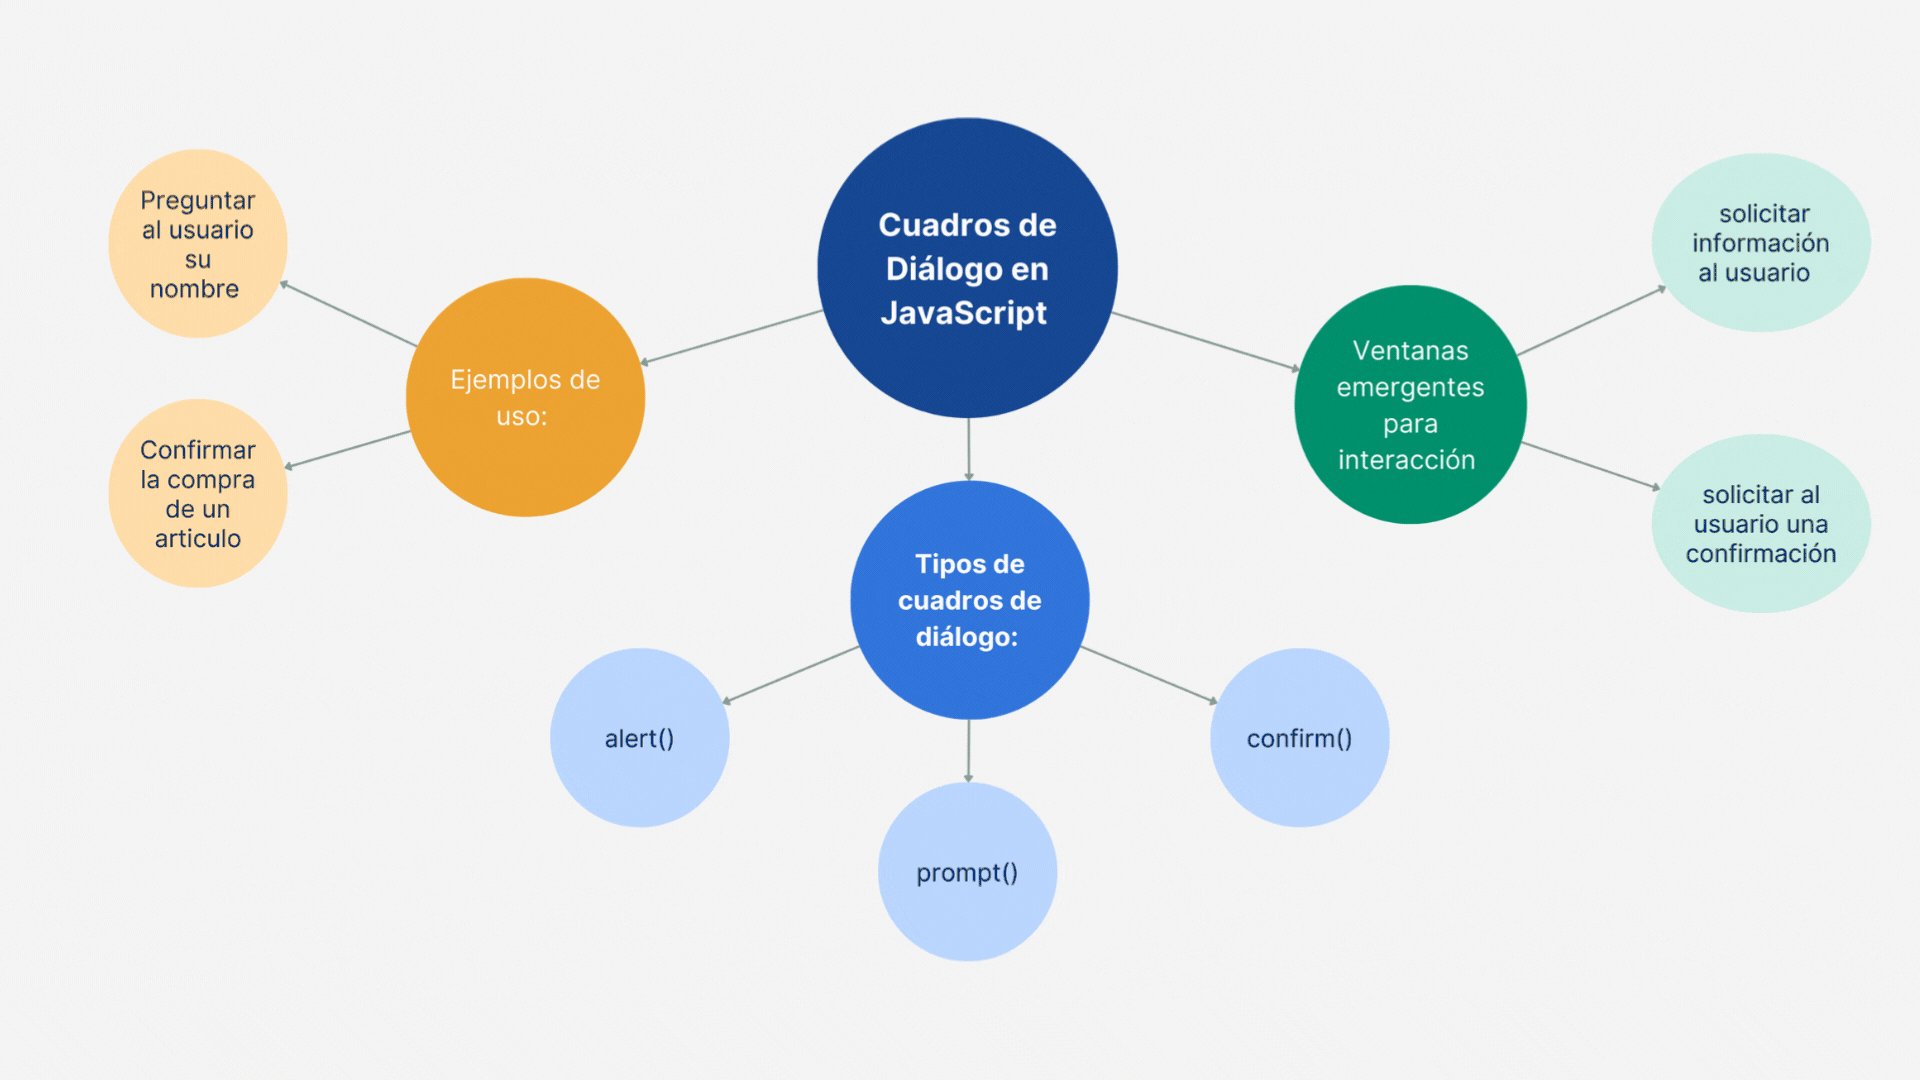 Cuadros de
Diálogo en
JavaScript
Preguntar
al usuario
su
nombre
Confirmar
la compra
de un
articulo
Ejemplos de
uso:
Ventanas
emergentes
para
interacción
solicitar
información
al usuario
solicitar al
usuario una
confirmación
Tipos de
cuadros de
diálogo:
alert()
prompt()
confirm()